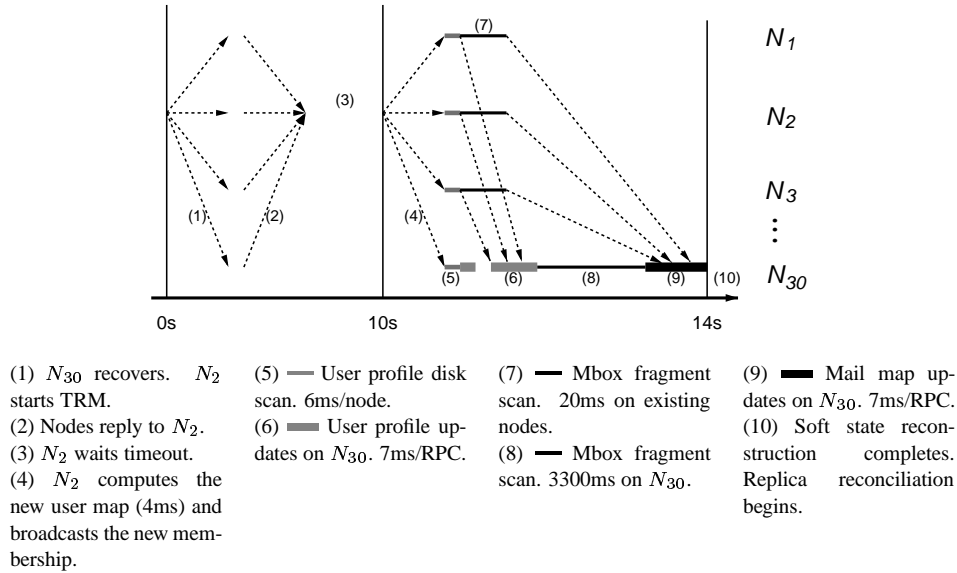 (7)
N1
(3)
N2
N3
(1)
(2)
(4)
(5)
(6)
(8)
(9)
(10)
N30
0s
10s
14s
(1) N30 recovers. N2
starts TRM.
(2) Nodes reply to N2.
(3) N2 waits timeout.
(4) N2 computes the
new user map (4ms) and
broadcasts the new mem-
bership.
(5) User profile disk
scan. 6ms/node.
(6) User profile up-
dates on N30. 7ms/RPC.
(7) Mbox fragment
scan. 20ms on existing
nodes.
(8) Mbox fragment
scan. 3300ms on N30.
(9) Mail map up-
dates on N30. 7ms/RPC.
(10) Soft state recon-
struction completes.
Replica reconciliation
begins.